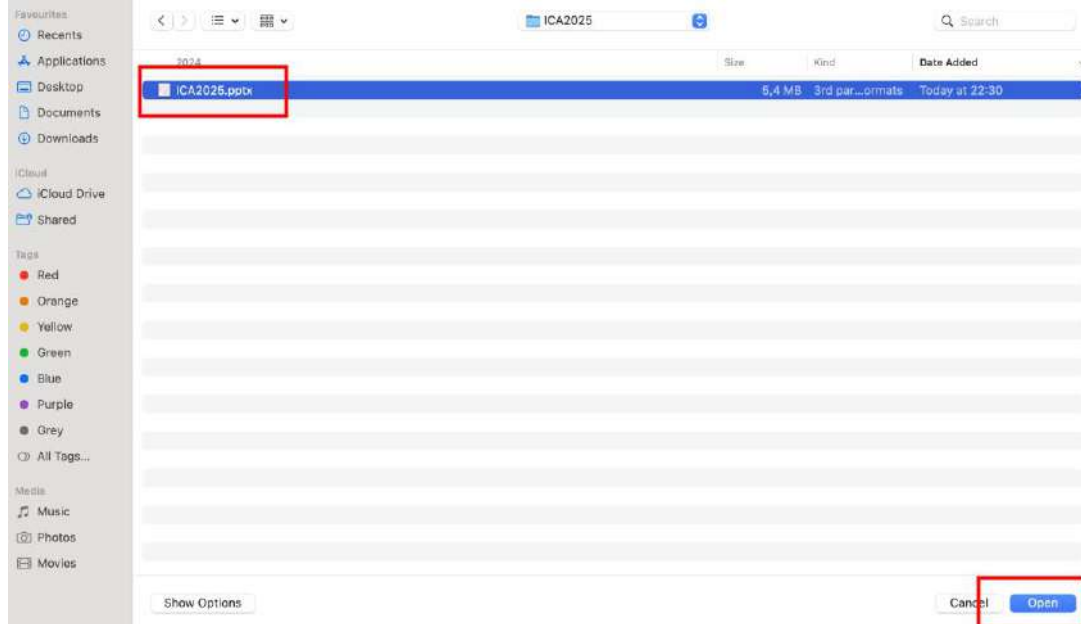 Favourites
Recents
Applications
Desktop
Documents
Downloads
iCloud
iCloud Drive
Shared
Tags
Red
Orange
Yellow
Green
Blue
Purple
Grey
All Tags...
Media
Music
Photos
Movies
ICA2025
Search
2024 Size Kind Date Added
ICA2025.pptx 5,4 MB 3rd par...ormats Today at 22:30
Show Options Cancel Open